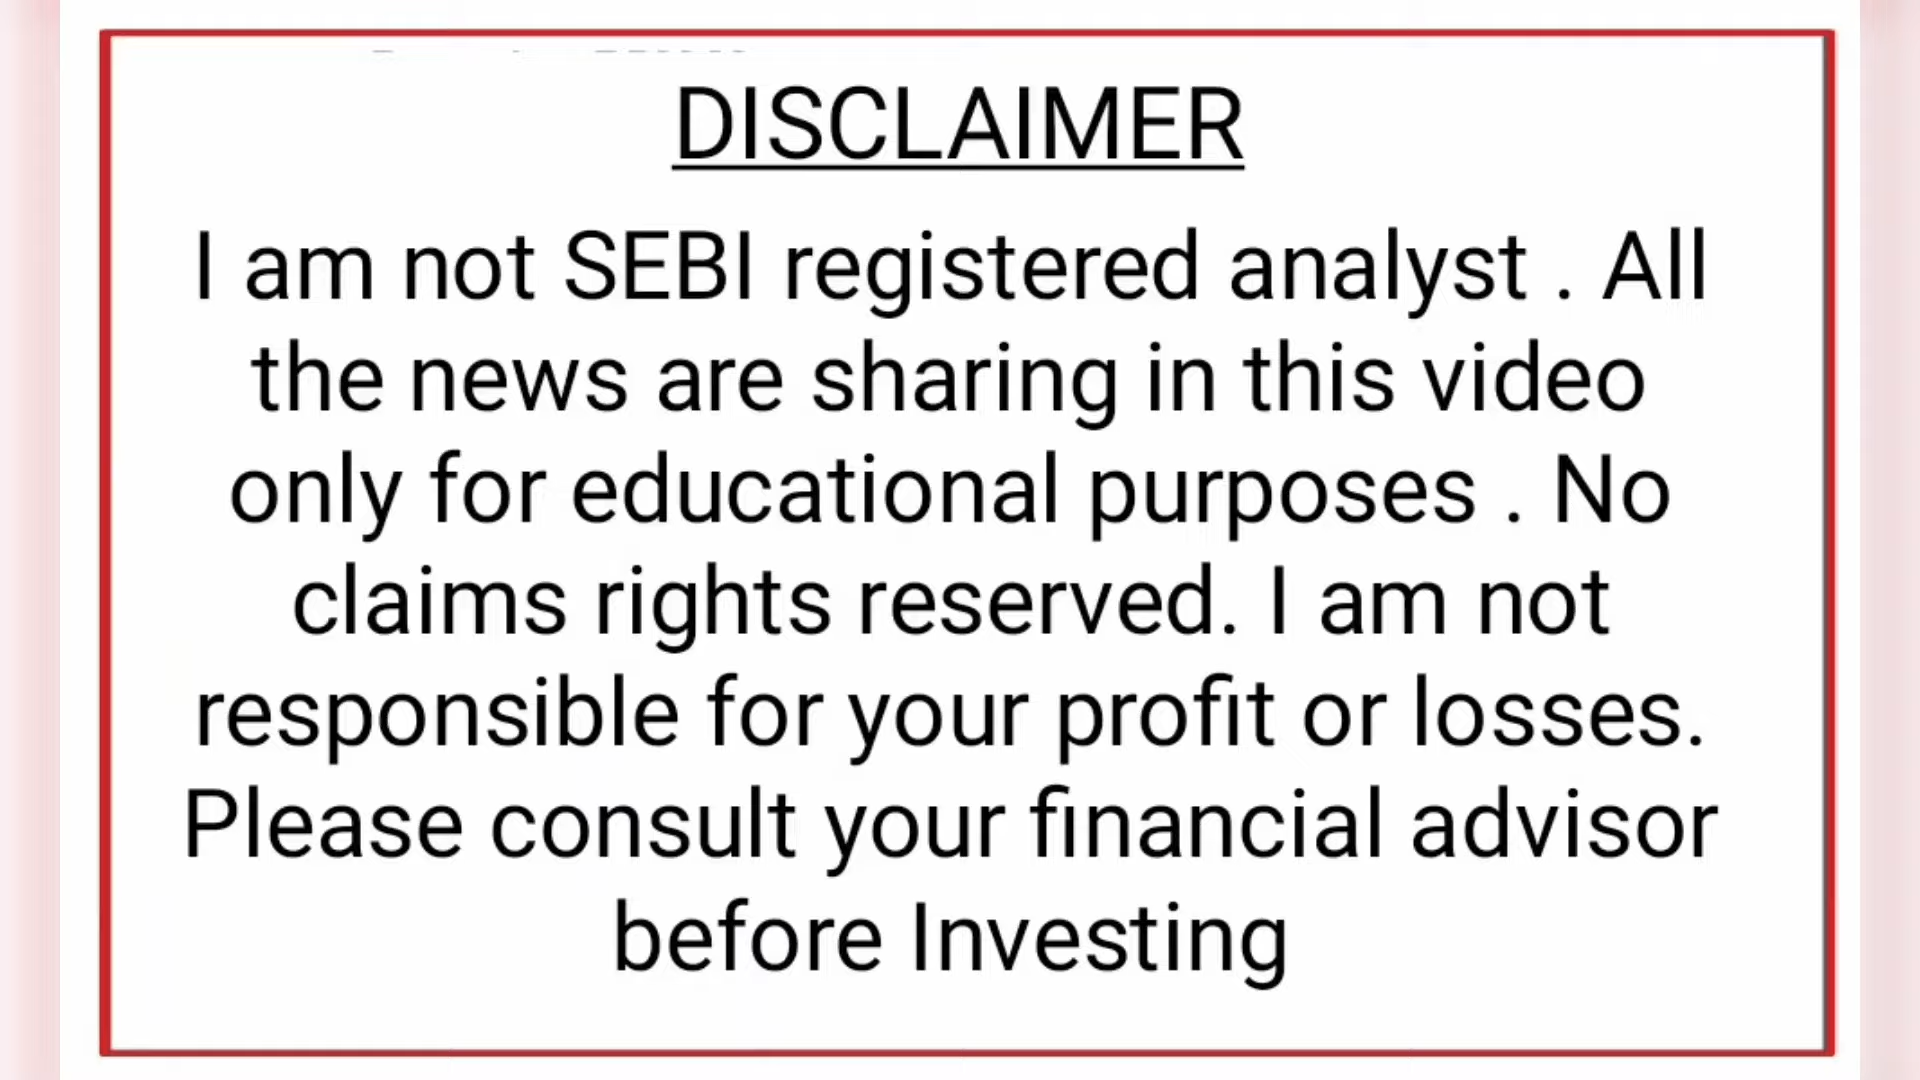 DISCLAIMER
I am not SEBI registered analyst . All
the news are sharing in this video
only for educational purposes . No
claims rights reserved. I am not
responsible for your profit or losses.
Please consult your financial advisor
before Investing